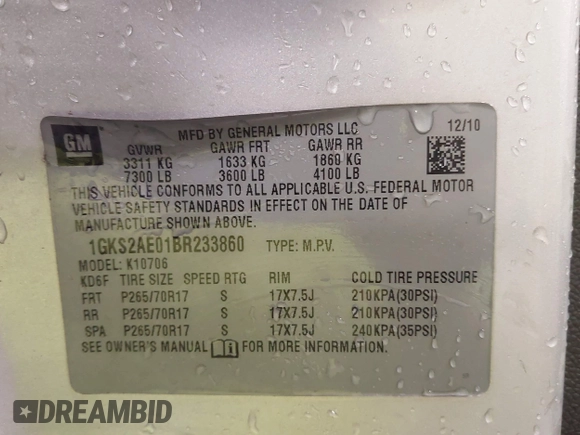 GM
MFD BY GENERAL MOTORS LLC 12/10
GVWR GAWR FRT GAWR RR
3311 KG 1633 KG 1860 KG
7300 LB 3600 LB 4100 LB
THIS VEHICLE CONFORMS TO ALL APPLICABLE U.S. FEDERAL MOTOR
VEHICLE SAFETY STANDARDS IN EFFECT ON THE DATE OF
MANUFACTURE SHOWN ABOVE.
1GKS2AE01BR233860 TYPE: M.P.V.
MODEL: K10706
KD6F TIRE SIZE SPEED RTG RIM COLD TIRE PRESSURE
FRT P265/70R17 S 17X7.5J 210KPA(30PSI)
RR P265/70R17 S 17X7.5J 210KPA(30PSI)
SPA P265/70R17 S 17X7.5J 240KPA(35PSI)
SEE OWNER'S MANUAL i FOR MORE INFORMATION.
DREAMBID